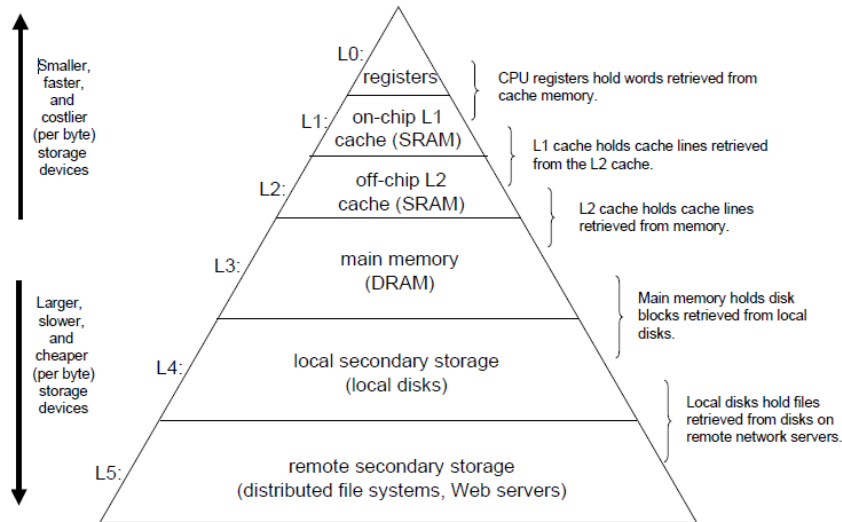 Smaller,
faster,
and
costlier
(per byte)
storage
devices
Larger,
slower,
and
cheaper
(per byte)
storage
devices
L0:
registers
CPU registers hold words retrieved from
cache memory.
L1:
on-chip L1
cache (SRAM)
L1 cache holds cache lines retrieved
from the L2 cache.
L2:
off-chip L2
cache (SRAM)
L2 cache holds cache lines
retrieved from memory.
L3:
main memory
(DRAM)
Main memory holds disk
blocks retrieved from local
disks.
L4:
local secondary storage
(local disks)
Local disks hold files
retrieved from disks on
remote network servers.
L5:
remote secondary storage
(distributed file systems, Web servers)